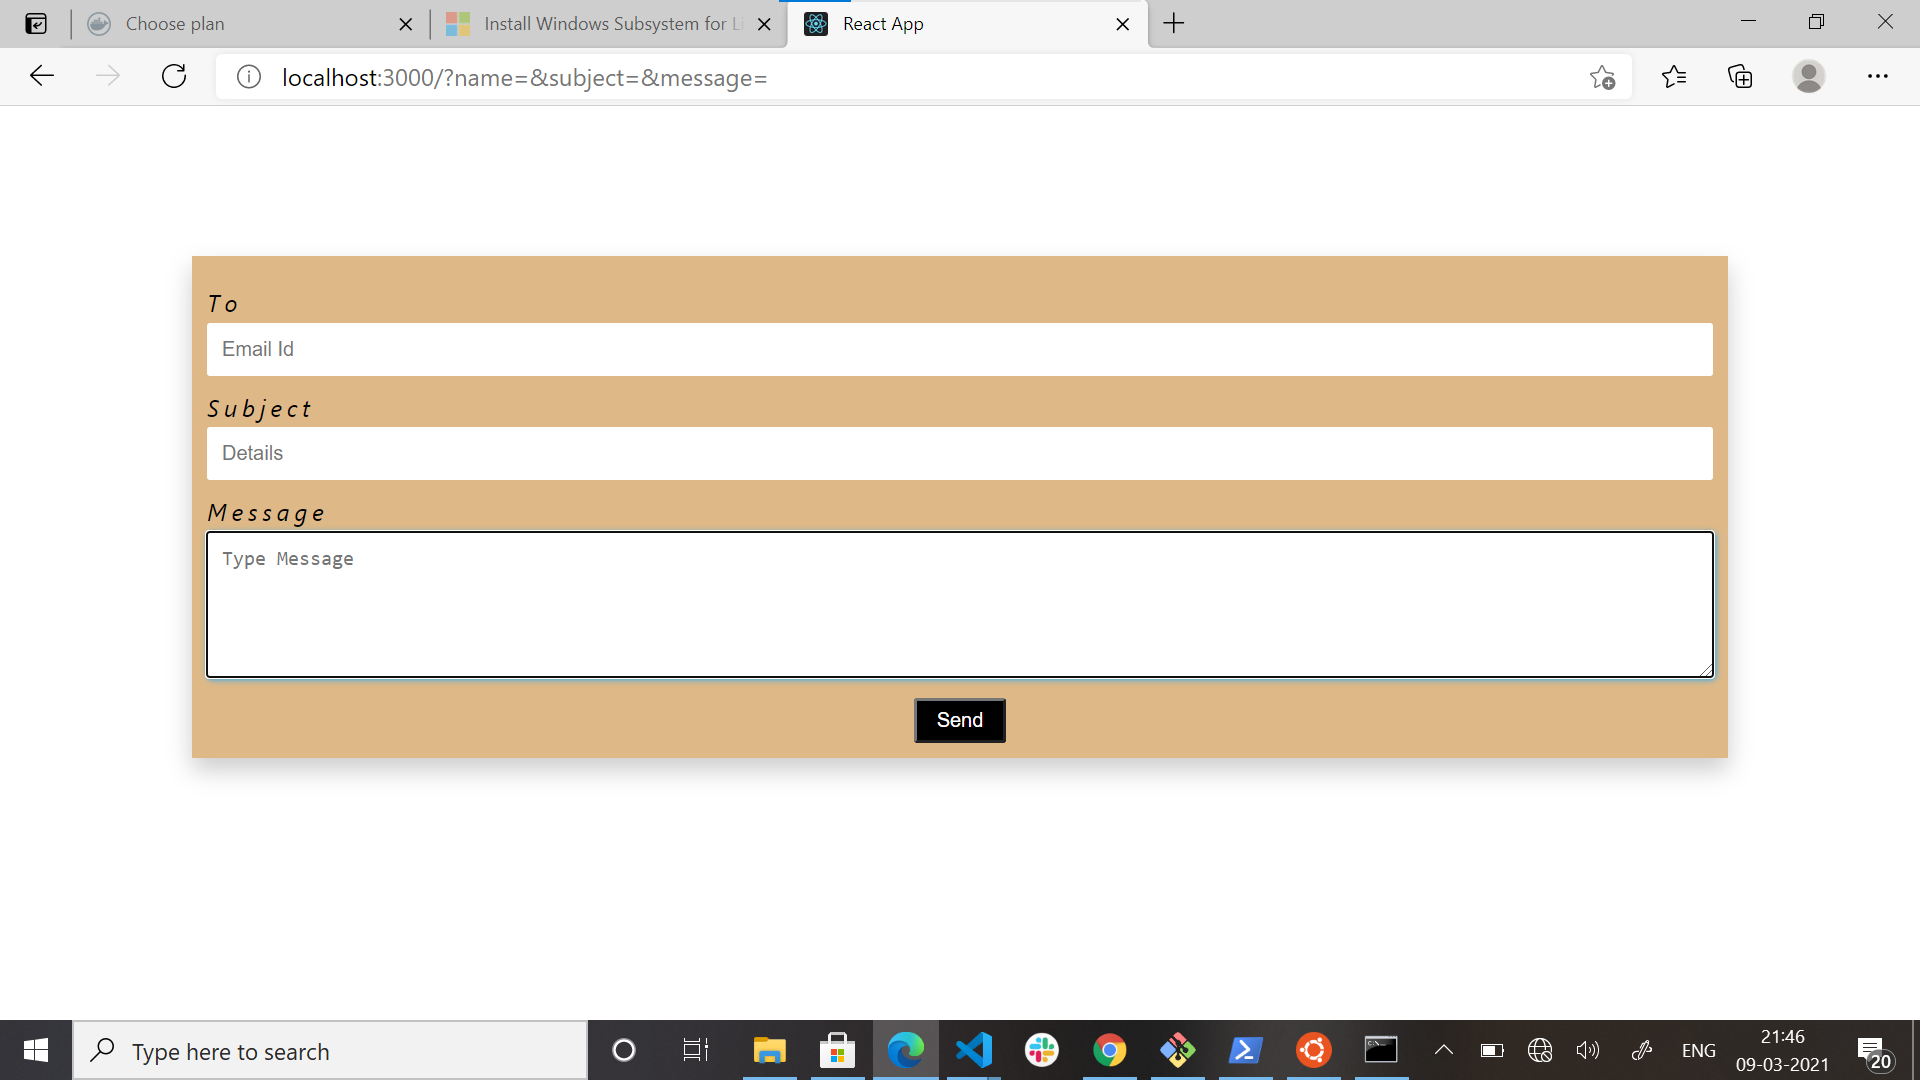 Choose plan
Install Windows Subsystem for Li
React App
localhost:3000/?name=&subject=&message=
To
Email Id
Subject
Details
Message
Type Message
Send
Type here to search
ENG
21:46
09-03-2021
20